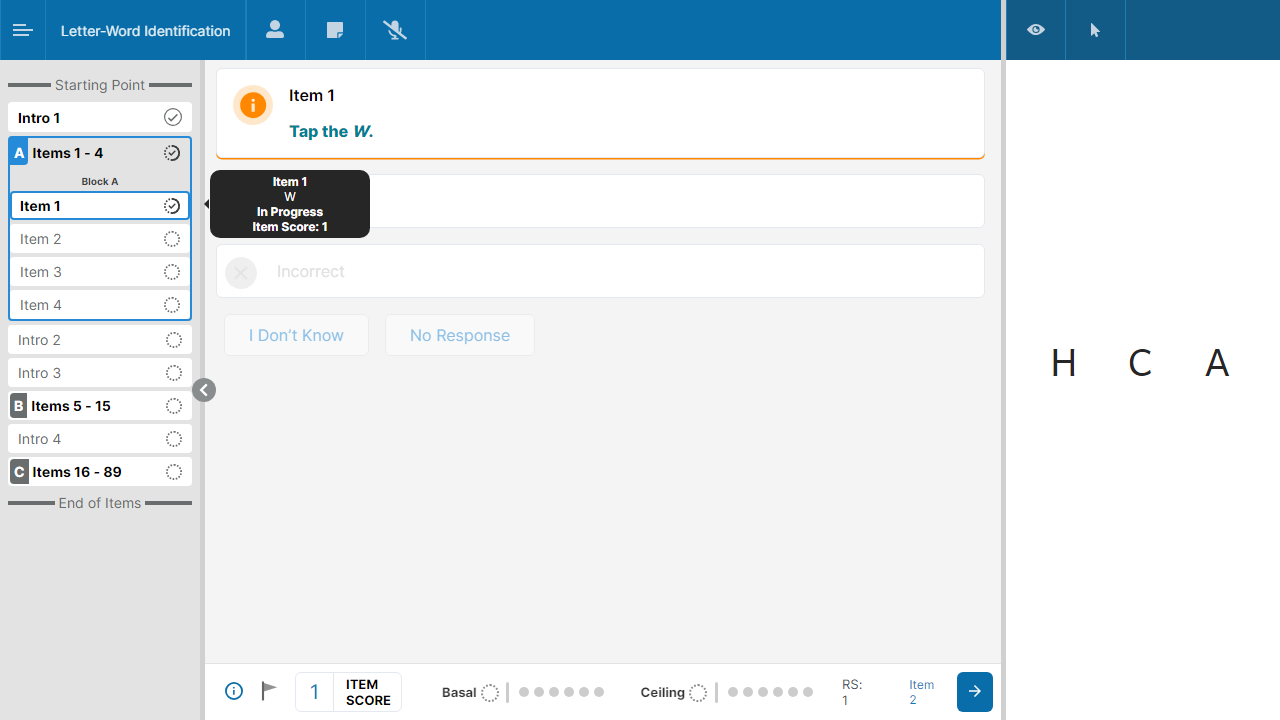 Letter-Word Identification
Starting Point
Intro 1
A Items 1 - 4
Block A
Item 1
Item 2
Item 3
Item 4
Intro 2
Intro 3
B Items 5 - 15
Intro 4
C Items 16 - 89
End of Items
Item 1
Tap the W.
Item 1
W
In Progress
Item Score: 1
Incorrect
I Don't Know
No Response
H C A
1
ITEM
SCORE
Basal
Ceiling
RS:
1
Item
2